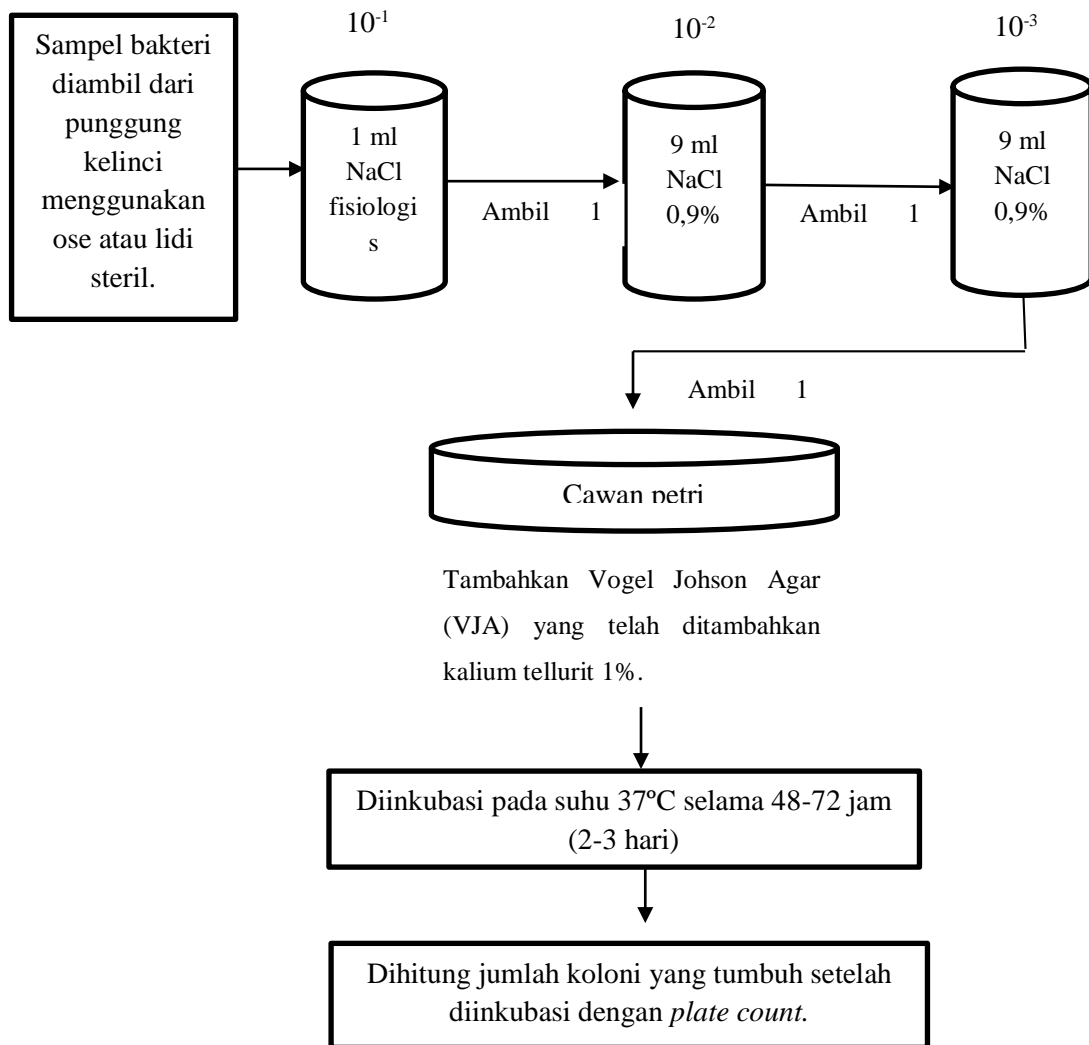 10-1
10-2
10-3
Sampel bakteri
diambil dari
punggung
kelinci
menggunakan
ose atau lidi
steril.
1 ml
NaCl
fisiologi
s
Ambil 1
9 ml
NaCl
0,9%
Ambil 1
9 ml
NaCl
0,9%
Ambil 1
Cawan petri
Tambahkan Vogel Johson Agar
(VJA) yang telah ditambahkan
kalium tellurit 1%.
Diinkubasi pada suhu 37ºC selama 48-72 jam
(2-3 hari)
Dihitung jumlah koloni yang tumbuh setelah
diinkubasi dengan plate count.